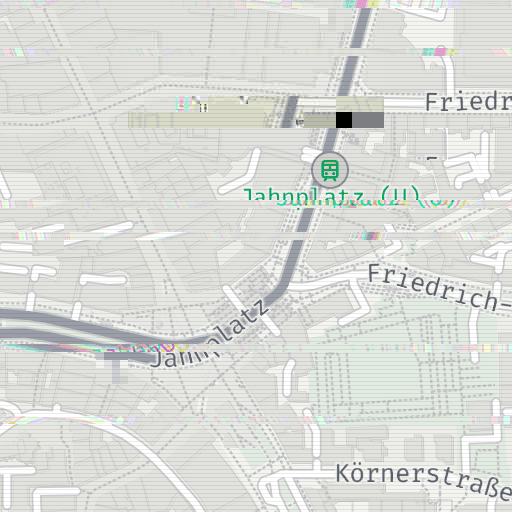 Friedr
Jahnplatz (U)
Friedrich-
Jahnplatz
Körnerstraße